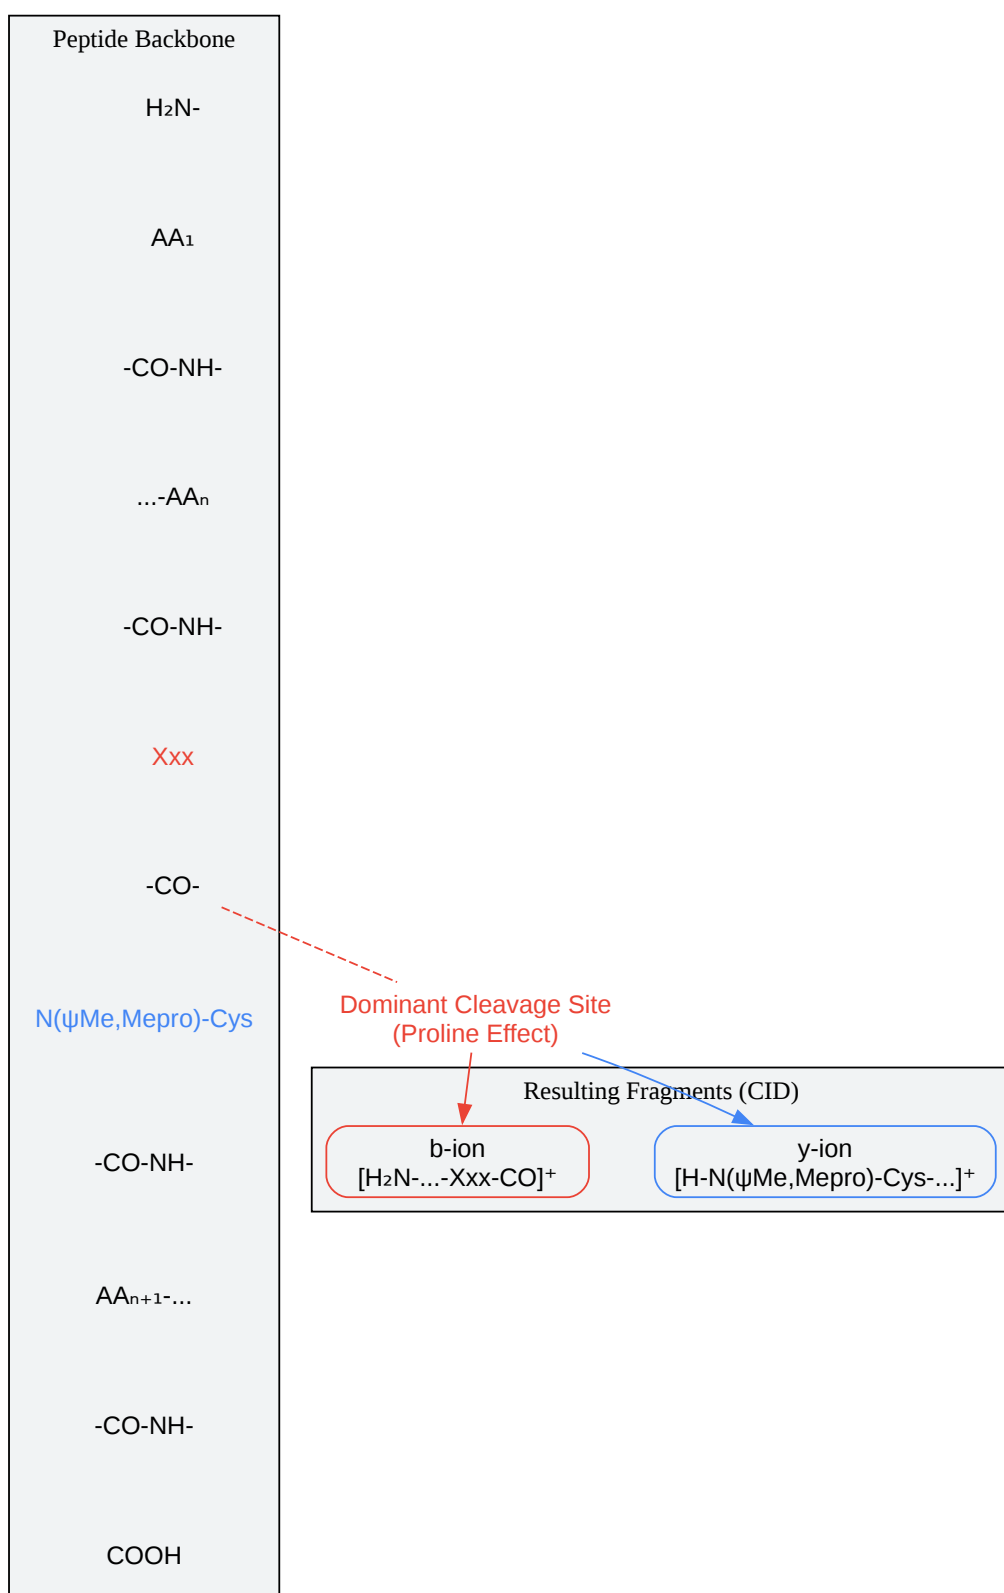 Peptide Backbone
H₂N-
AA₁
-CO-NH-
...-AAₙ
-CO-NH-
Xxx
-CO-
N(ψMe,Mepro)-Cys
-CO-NH-
AAₙ₊₁-...
-CO-NH-
COOH
Dominant Cleavage Site
(Proline Effect)
Resulting Fragments (CID)
b-ion
[H₂N-...-Xxx-CO]⁺
y-ion
[H-N(ψMe,Mepro)-Cys-...]⁺